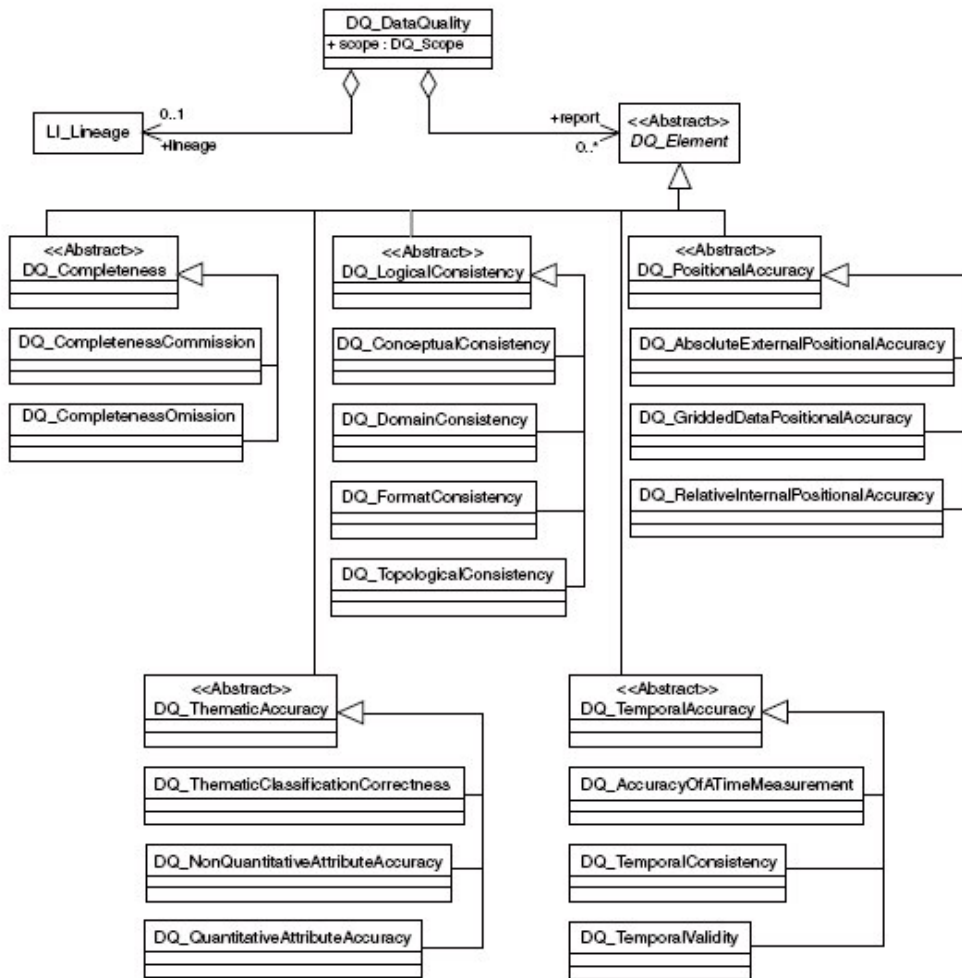 DQ_DataQuality
+ scope : DQ_Scope
0..1
+lineage
LI_Lineage
+report
0..*
<<Abstract>>
DQ_Element
<<Abstract>>
DQ_Completeness
<<Abstract>>
DQ_LogicalConsistency
<<Abstract>>
DQ_PositionalAccuracy
DQ_CompletenessCommission
DQ_ConceptualConsistency
DQ_AbsoluteExternalPositionalAccuracy
DQ_CompletenessOmission
DQ_DomainConsistency
DQ_GriddedDataPositionalAccuracy
DQ_FormatConsistency
DQ_RelativeInternalPositionalAccuracy
DQ_TopologicalConsistency
<<Abstract>>
DQ_ThematicAccuracy
<<Abstract>>
DQ_TemporalAccuracy
DQ_ThematicClassificationCorrectness
DQ_AccuracyOfATimeMeasurement
DQ_NonQuantitativeAttributeAccuracy
DQ_TemporalConsistency
DQ_QuantitativeAttributeAccuracy
DQ_TemporalValidity